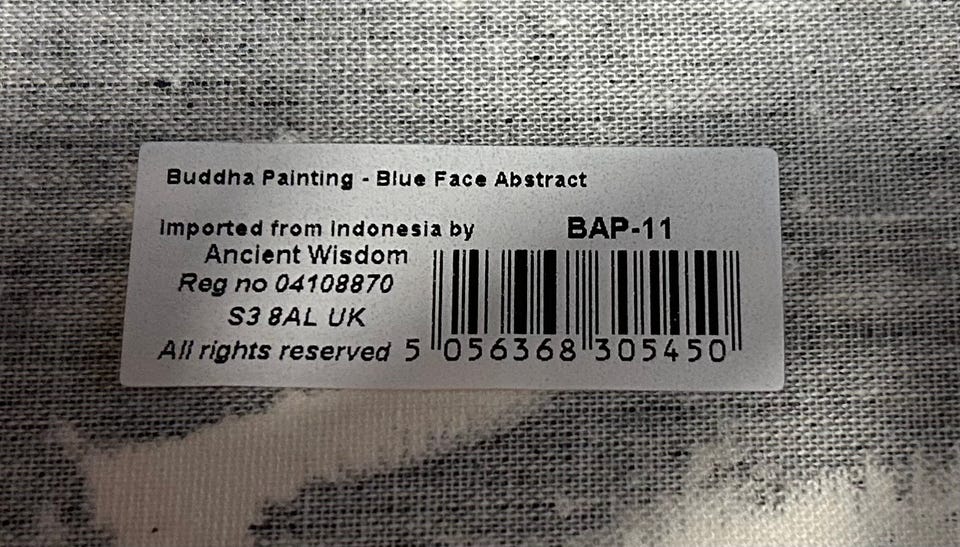 Buddha Painting - Blue Face Abstract
Imported from Indonesia by
BAP-11
Ancient Wisdom
Reg no 04108870
S3 8AL UK
All rights reserved
5 056368 305450